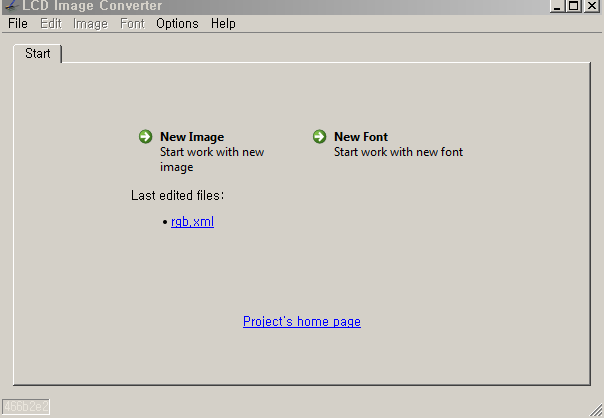 LCD Image Converter
File Edit Image Font Options Help
Start
New Image
Start work with new
image
New Font
Start work with new font
Last edited files:
• rgb.xml
Project's home page
46bb2e2